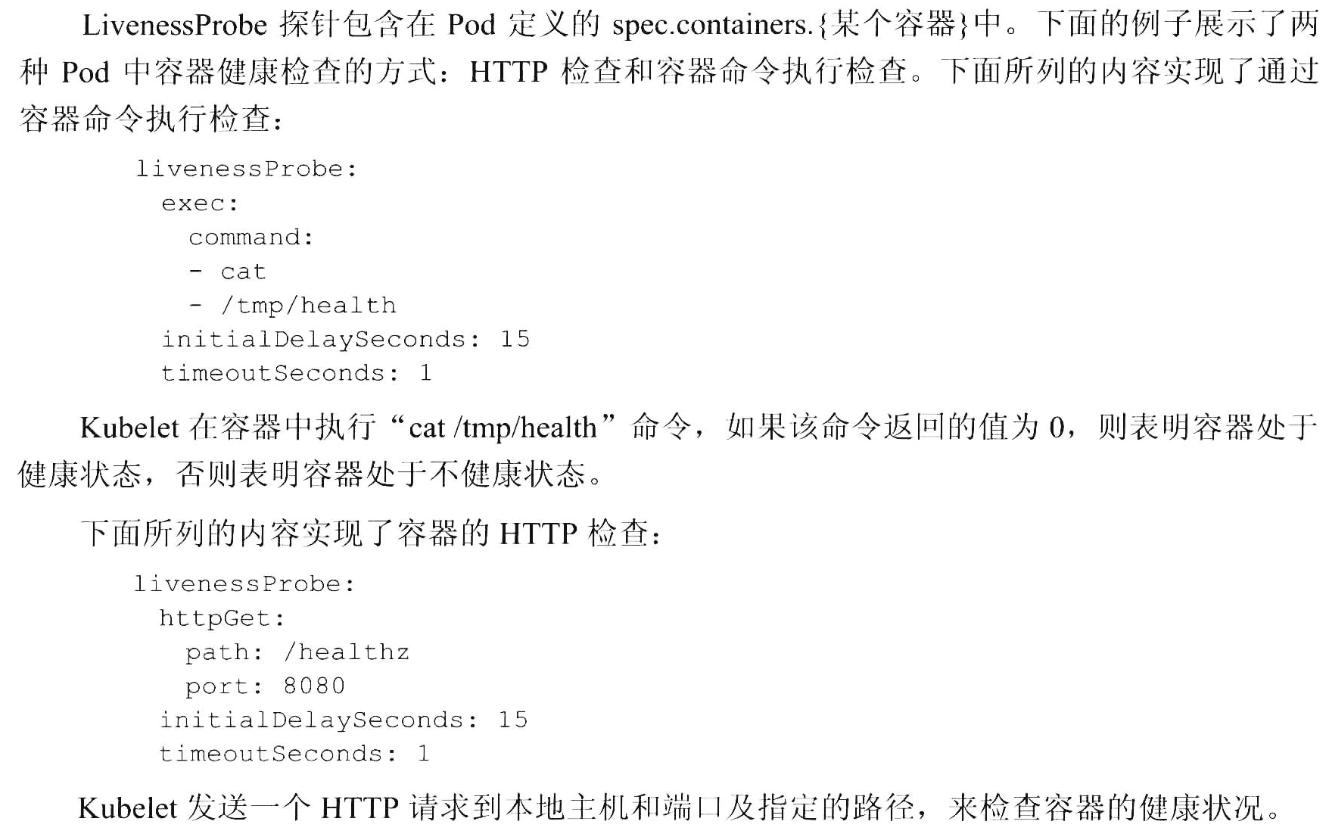 LivenessProbe 探针包含在 Pod 定义的 spec.containers.{某个容器}中。下面的例子展示了两
种 Pod 中容器健康检查的方式：HTTP 检查和容器命令执行检查。下面所列的内容实现了通过
容器命令执行检查：
livenessProbe:
  exec:
    command:
    - cat
    - /tmp/health
  initialDelaySeconds: 15
  timeoutSeconds: 1
Kubelet 在容器中执行“cat /tmp/health”命令，如果该命令返回的值为 0，则表明容器处于
健康状态，否则表明容器处于不健康状态。
下面所列的内容实现了容器的 HTTP 检查：
livenessProbe:
  httpGet:
    path: /healthz
    port: 8080
  initialDelaySeconds: 15
  timeoutSeconds: 1
Kubelet 发送一个 HTTP 请求到本地主机和端口及指定的路径，来检查容器的健康状况。